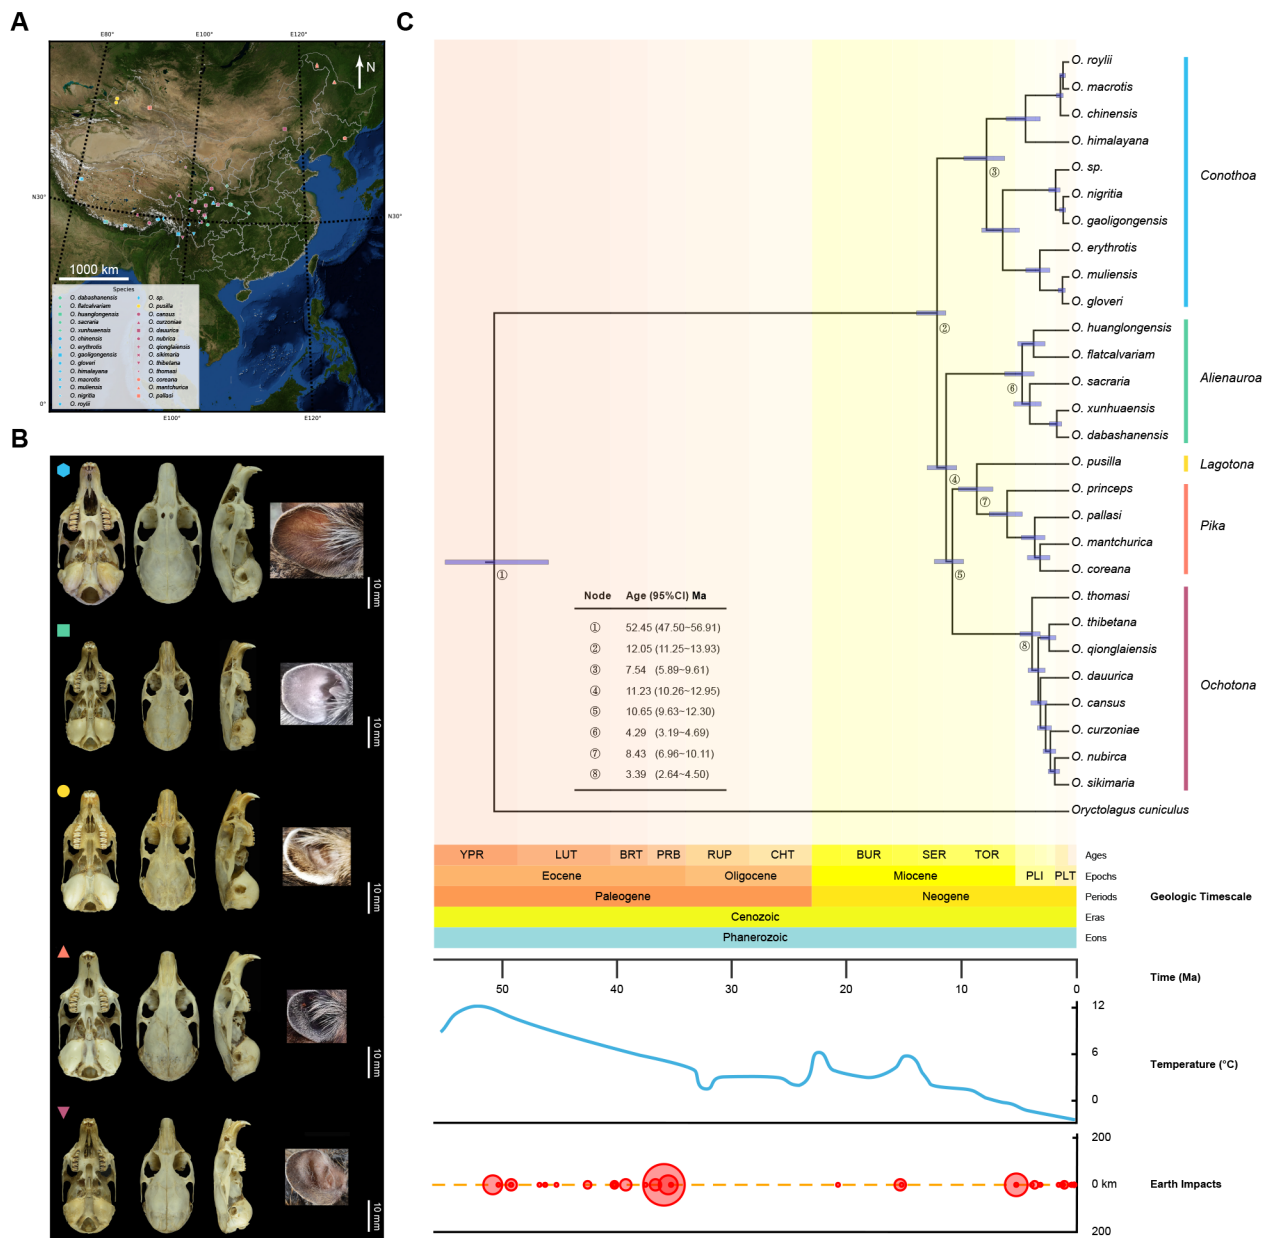 A
E80°
E100°
E120°
N
N30°
N30°
1000 km
Species
O. dabashanensis
O. flatcalvariam
O. huanglongensis
O. sacraria
O. xunhuaensis
O. chinensis
O. erythrotis
O. gaoligongensis
O. gloveri
O. himalayana
O. macrotis
O. muliensis
O. nigritia
O. roylii
O. sp.
O. pusilla
O. cansus
O. curzoniae
O. dauurica
O. nubrica
O. qionglaiensis
O. sikimaria
O. thibetana
O. thomasi
O. coreana
O. mantchurica
O. pallasi
0°
E100°
E120°
B
10 mm
10 mm
10 mm
10 mm
10 mm
C
O. roylii
O. macrotis
O. chinensis
O. himalayana
O. sp.
O. nigritia
O. gaoligongensis
O. erythrotis
O. muliensis
O. gloveri
O. huanglongensis
O. flatcalvariam
O. sacraria
O. xunhuaensis
O. dabashanensis
O. pusilla
O. princeps
O. pallasi
O. mantchurica
O. coreana
O. thomasi
O. thibetana
O. qionglaiensis
O. dauurica
O. cansus
O. curzoniae
O. nubirca
O. sikimaria
Oryctolagus cuniculus
Conothoa
Alienauroa
Lagotona
Pika
Ochotona
③
②
⑥
④
⑦
①
⑤
⑧
Node Age (95%CI) Ma
① 52.45 (47.50~56.91)
② 12.05 (11.25~13.93)
③ 7.54 (5.89~9.61)
④ 11.23 (10.26~12.95)
⑤ 10.65 (9.63~12.30)
⑥ 4.29 (3.19~4.69)
⑦ 8.43 (6.96~10.11)
⑧ 3.39 (2.64~4.50)
YPR LUT BRT PRB RUP CHT BUR SER TOR Ages
Eocene Oligocene Miocene PLI PLT Epochs
Paleogene Neogene Periods Geologic Timescale
Cenozoic Eras
Phanerozoic Eons
50 40 30 20 10 0 Time (Ma)
12
6
Temperature (°C)
0
200
0 km Earth Impacts
200